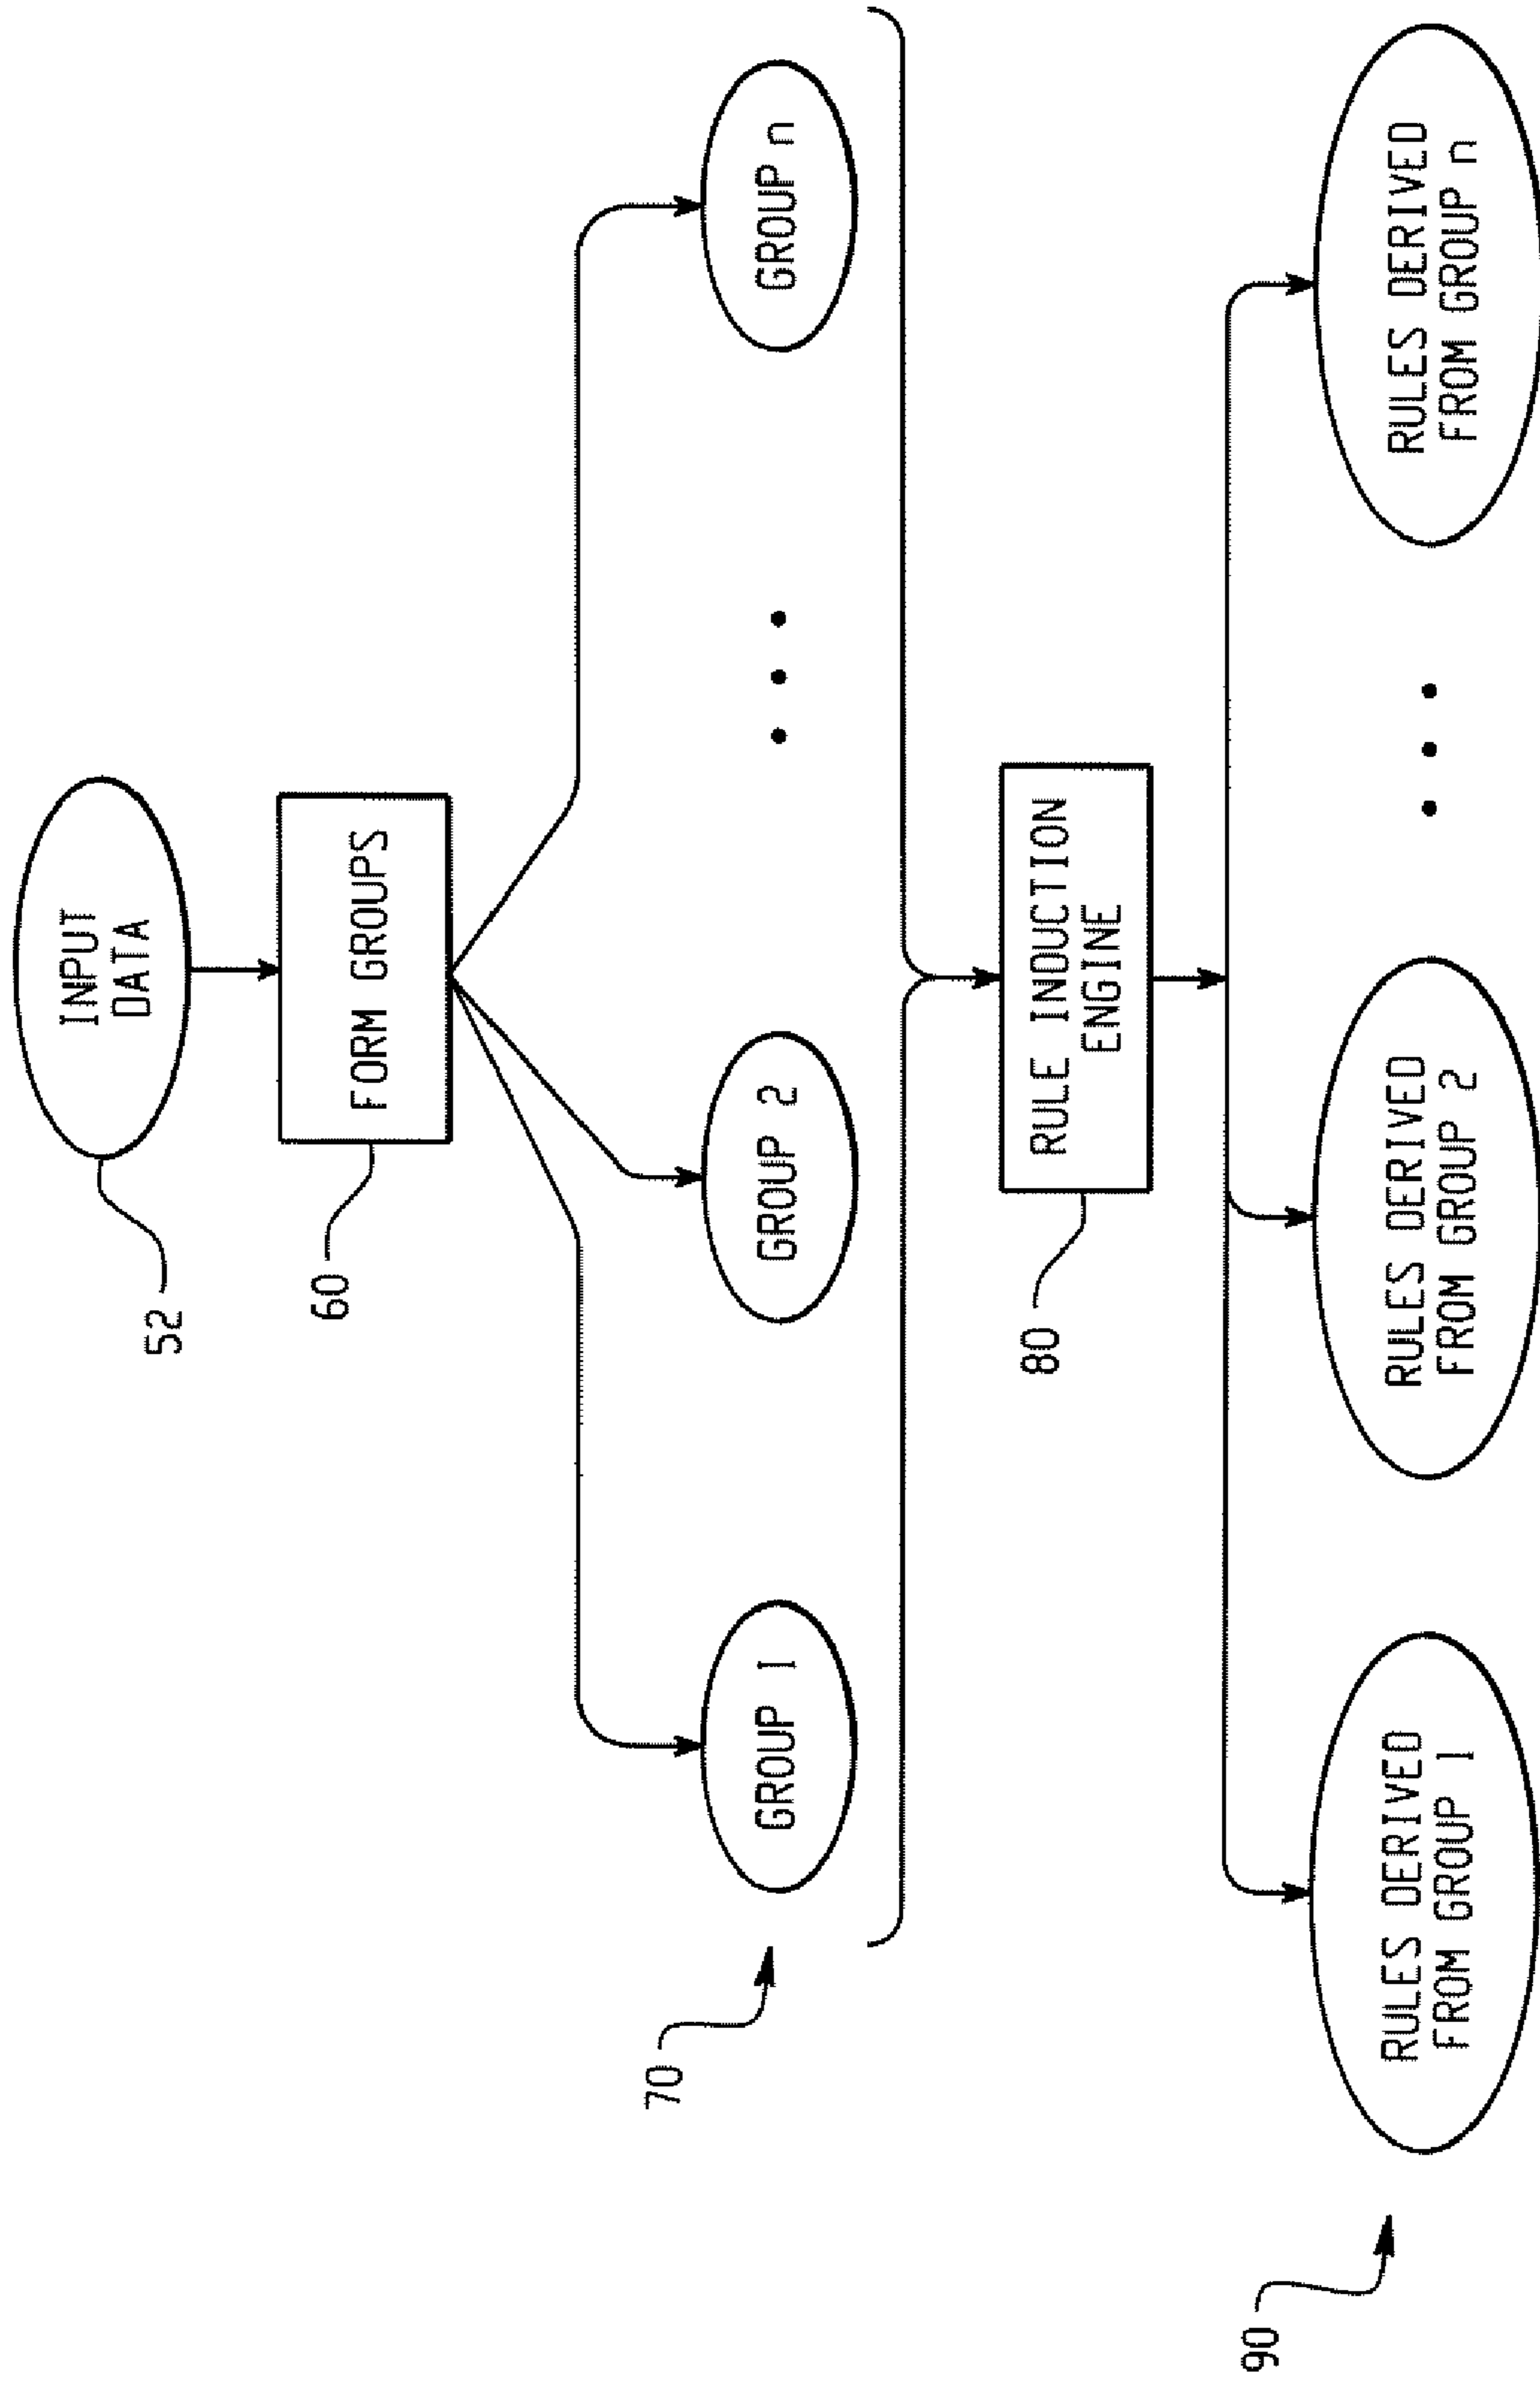 INPUT
DATA
52
FORM GROUPS
60
70
GROUP 1
GROUP 2
GROUP n
RULE INDUCTION
ENGINE
80
90
RULES DERIVED
FROM GROUP 1
RULES DERIVED
FROM GROUP 2
RULES DERIVED
FROM GROUP n